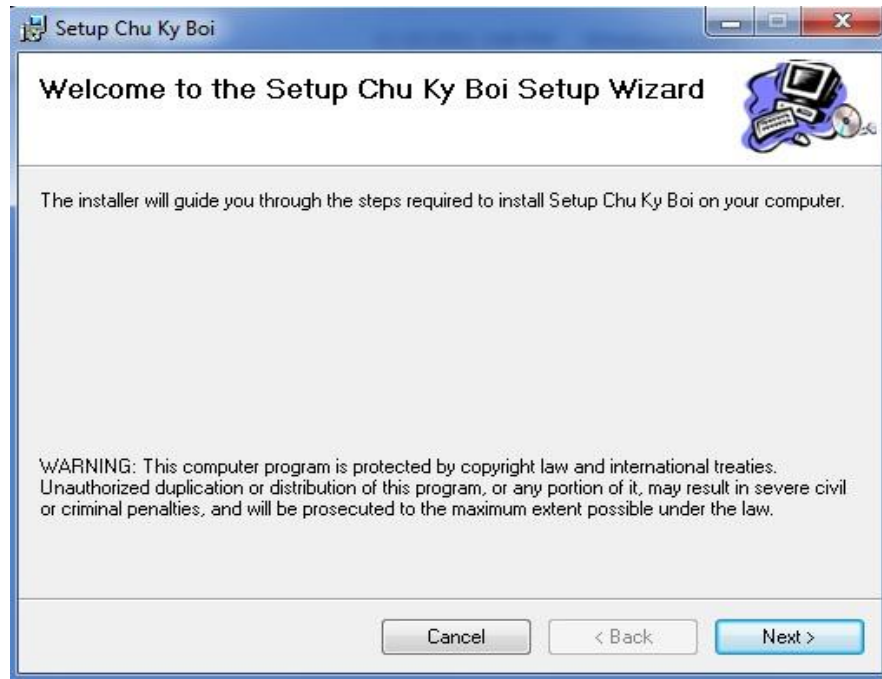 Setup Chu Ky Boi
Welcome to the Setup Chu Ky Boi Setup Wizard
The installer will guide you through the steps required to install Setup Chu Ky Boi on your computer.
WARNING: This computer program is protected by copyright law and international treaties.
Unauthorized duplication or distribution of this program, or any portion of it, may result in severe civil
or criminal penalties, and will be prosecuted to the maximum extent possible under the law.
Cancel < Back Next >